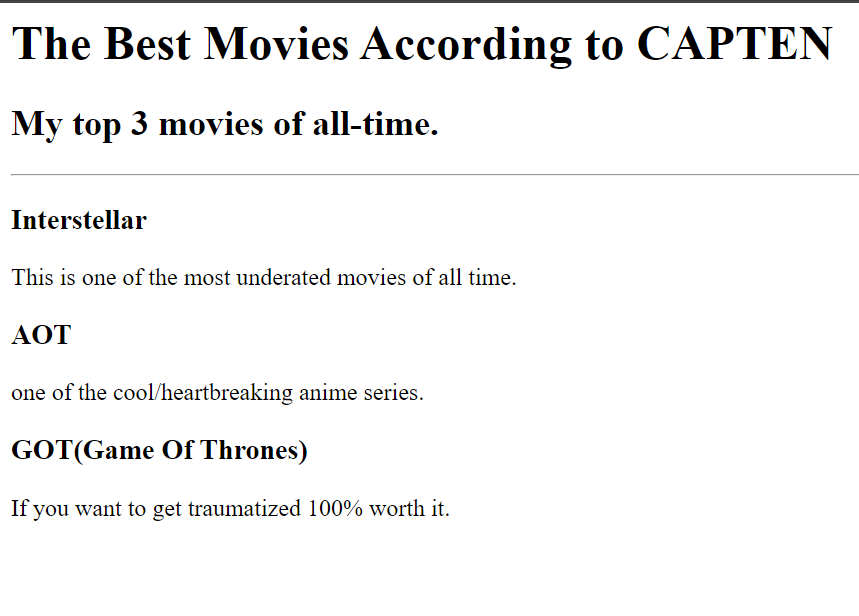 The Best Movies According to CAPTEN
My top 3 movies of all-time.
Interstellar
This is one of the most underated movies of all time.
AOT
one of the cool/heartbreaking anime series.
GOT(Game Of Thrones)
If you want to get traumatized 100% worth it.